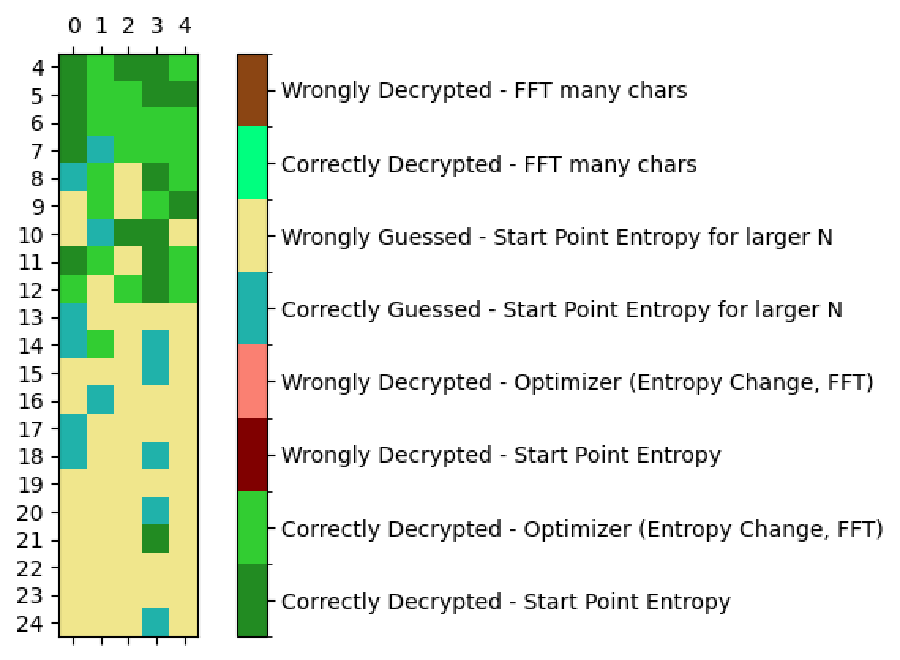 0 1 2 3 4
4
5
6
7
8
9
10
11
12
13
14
15
16
17
18
19
20
21
22
23
24
Wrongly Decrypted - FFT many chars
Correctly Decrypted - FFT many chars
Wrongly Guessed - Start Point Entropy for larger N
Correctly Guessed - Start Point Entropy for larger N
Wrongly Decrypted - Optimizer (Entropy Change, FFT)
Wrongly Decrypted - Start Point Entropy
Correctly Decrypted - Optimizer (Entropy Change, FFT)
Correctly Decrypted - Start Point Entropy